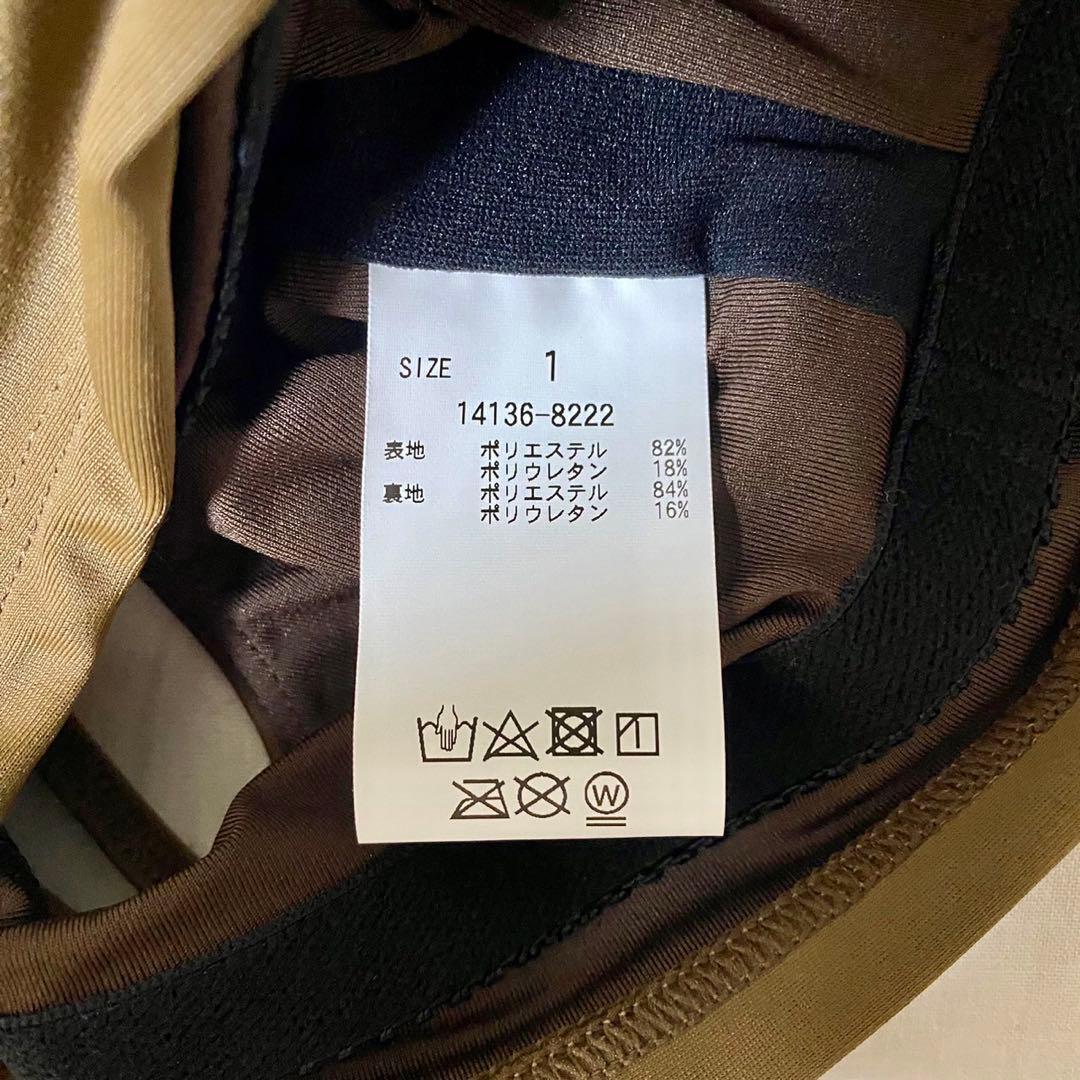 SIZE 1
14136-8222
表地 ポリエステル 82%
ポリウレタン 18%
裏地 ポリエステル 84%
ポリウレタン 16%
W